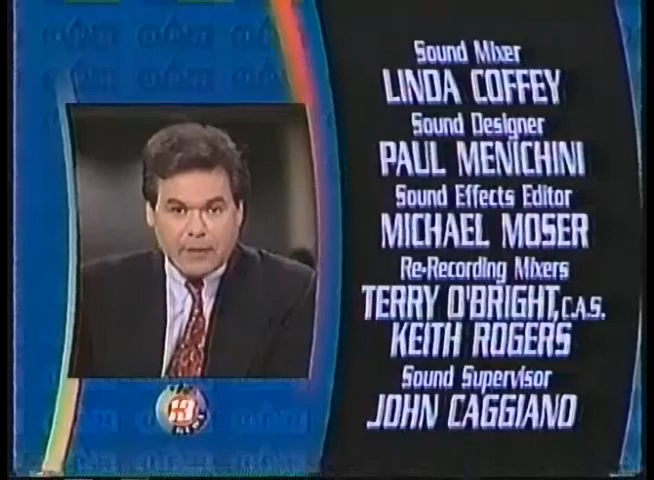 Sound Mixer
LINDA COFFEY
Sound Designer
PAUL MENICHINI
Sound Effects Editor
MICHAEL MOSER
Re-Recording Mixers
TERRY O'BRIGHT, C.A.S.
KEITH ROGERS
Sound Supervisor
JOHN CAGGIANO
13